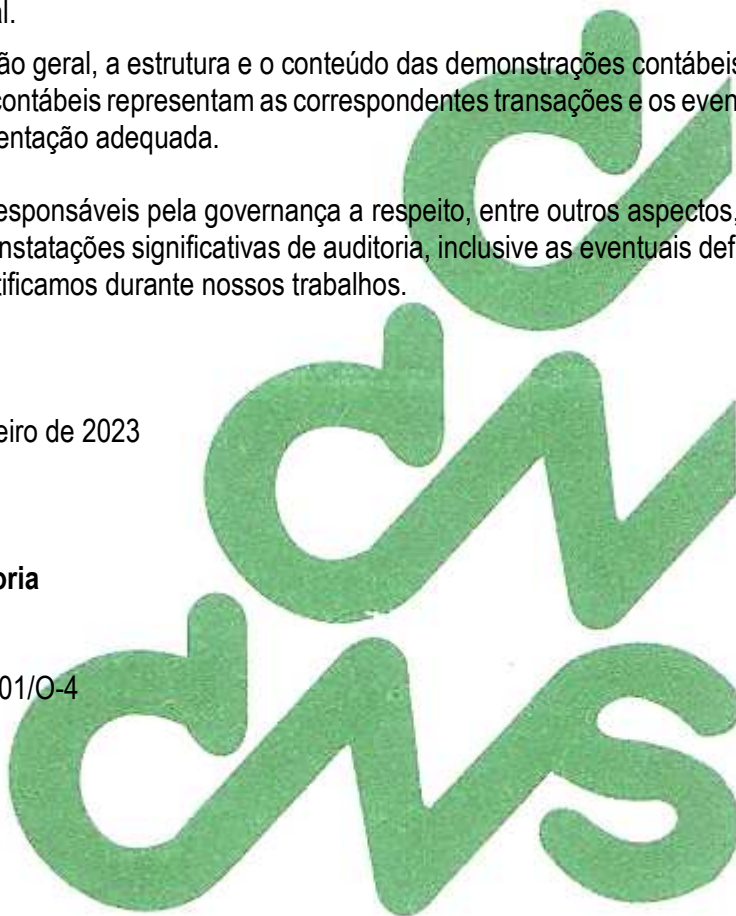 al.
ão geral, a estrutura e o conteúdo das demonstrações contábeis
contábeis representam as correspondentes transações e os even
entação adequada.
esponsáveis pela governança a respeito, entre outros aspectos,
nstatações significativas de auditoria, inclusive as eventuais def
tificamos durante nossos trabalhos.
eiro de 2023
oria
01/O-4
C
CN
CNS